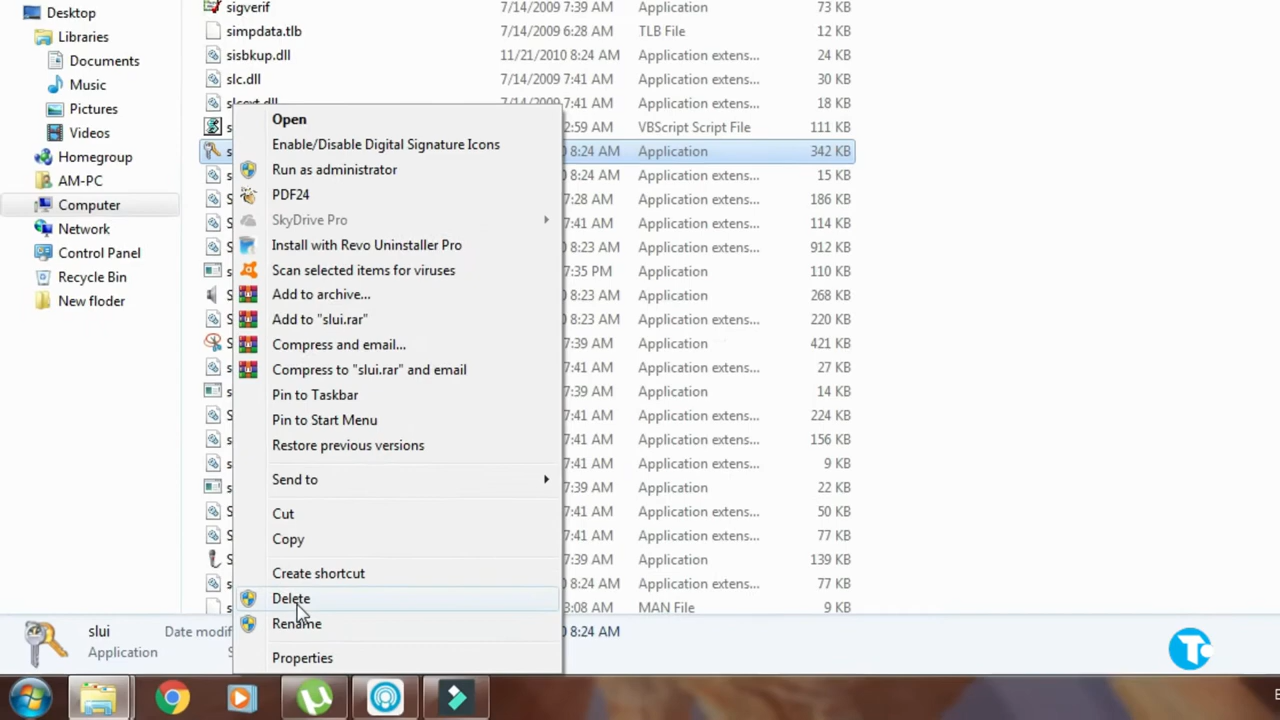 Desktop
Libraries
Documents
Music
Pictures
Videos
Homegroup
AM-PC
Computer
Network
Control Panel
Recycle Bin
New floder
sigverif 7/14/2009 7:39 AM Application 73 KB
simpdata.tlb 7/14/2009 6:28 AM TLB File 12 KB
sisbkup.dll 11/21/2010 8:24 AM Application extens... 24 KB
slc.dll 7/14/2009 7:41 AM Application extens... 30 KB
slcext.dll 7/14/2009 7:41 AM Application extens... 18 KB
2:59 AM VBScript Script File 111 KB
8:24 AM Application 342 KB
8:24 AM Application extens... 15 KB
7:28 AM Application extens... 186 KB
7:41 AM Application extens... 114 KB
8:23 AM Application extens... 912 KB
7:35 PM Application 110 KB
8:23 AM Application 268 KB
8:24 AM Application extens... 220 KB
7:39 AM Application 421 KB
7:41 AM Application extens... 27 KB
7:39 AM Application 14 KB
7:41 AM Application extens... 224 KB
7:41 AM Application extens... 156 KB
7:41 AM Application extens... 9 KB
7:39 AM Application 22 KB
7:41 AM Application extens... 50 KB
7:41 AM Application extens... 77 KB
7:39 AM Application 139 KB
8:24 AM Application extens... 77 KB
3:08 AM MAN File 9 KB
Open
Enable/Disable Digital Signature Icons
Run as administrator
PDF24
SkyDrive Pro
Install with Revo Uninstaller Pro
Scan selected items for viruses
Add to archive...
Add to "slui.rar"
Compress and email...
Compress to "slui.rar" and email
Pin to Taskbar
Pin to Start Menu
Restore previous versions
Send to
Cut
Copy
Create shortcut
Delete
Rename
Properties
slui Date modif 8:24 AM
Application